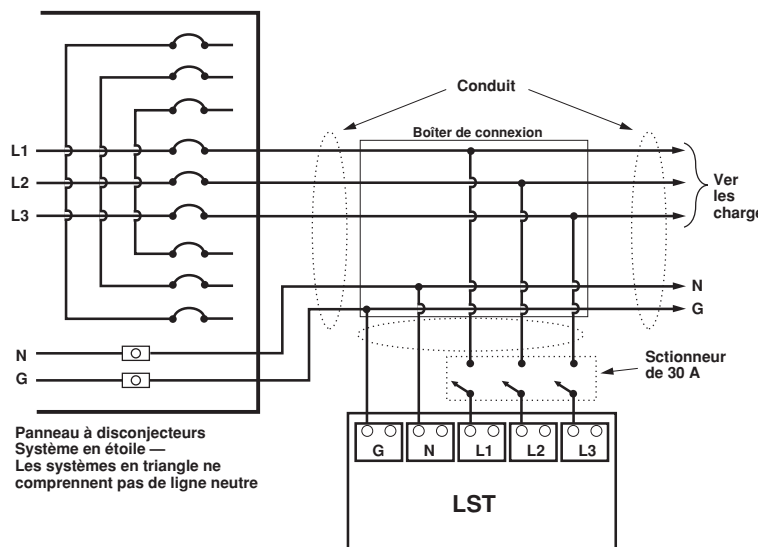 Conduit
Boîter de connexion
L1
L2
L3
Ver
les
charge
N
G
N
G
Sctionneur
de 30 A
Panneau à disconjecteurs
Système en étoile —
Les systèmes en triangle ne
comprennent pas de ligne neutre
G N L1 L2 L3
LST